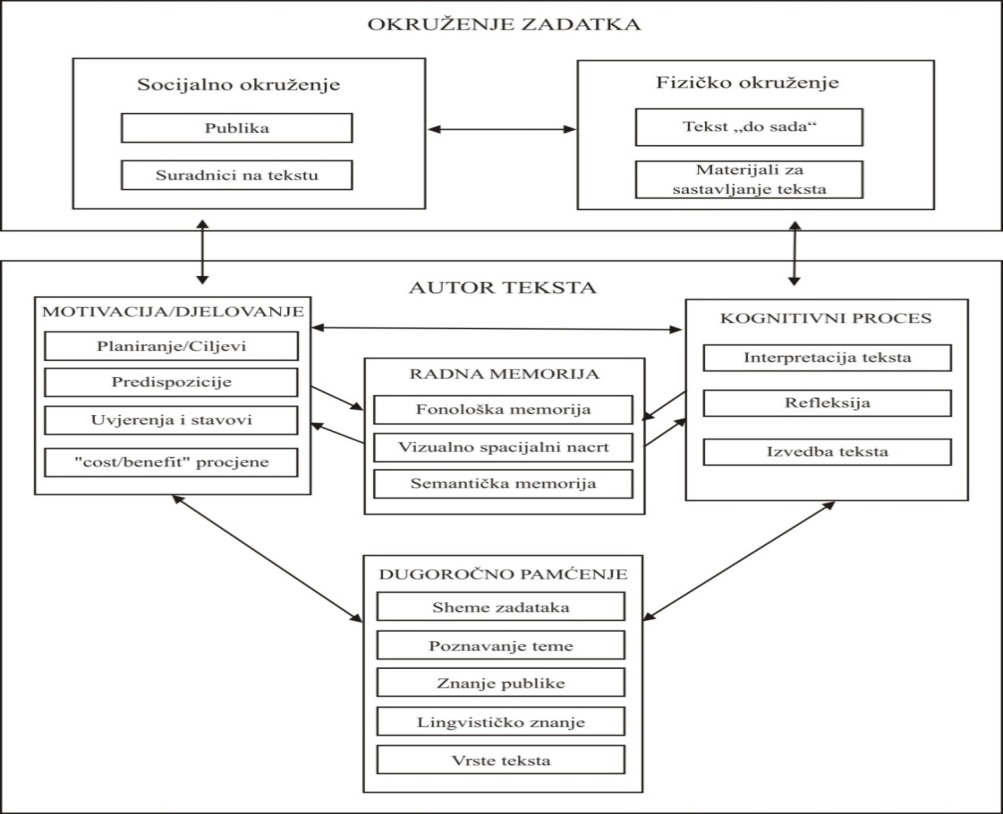 OKRUŽENJE ZADATKA
Socijalno okruženje
Publika
Suradnici na tekstu
Fizičko okruženje
Tekst „do sada“
Materijali za
sastavljanje teksta
AUTOR TEKSTA
MOTIVACIJA/DJELOVANJE
Planiranje/Ciljevi
Predispozicije
Uvjerenja i stavovi
"cost/benefit" procjene
RADNA MEMORIJA
Fonološka memorija
Vizualno spacijalni nacrt
Semantička memorija
KOGNITIVNI PROCES
Interpretacija teksta
Refleksija
Izvedba teksta
DUGOROČNO PAMĆENJE
Sheme zadataka
Poznavanje teme
Znanje publike
Lingvističko znanje
Vrste teksta